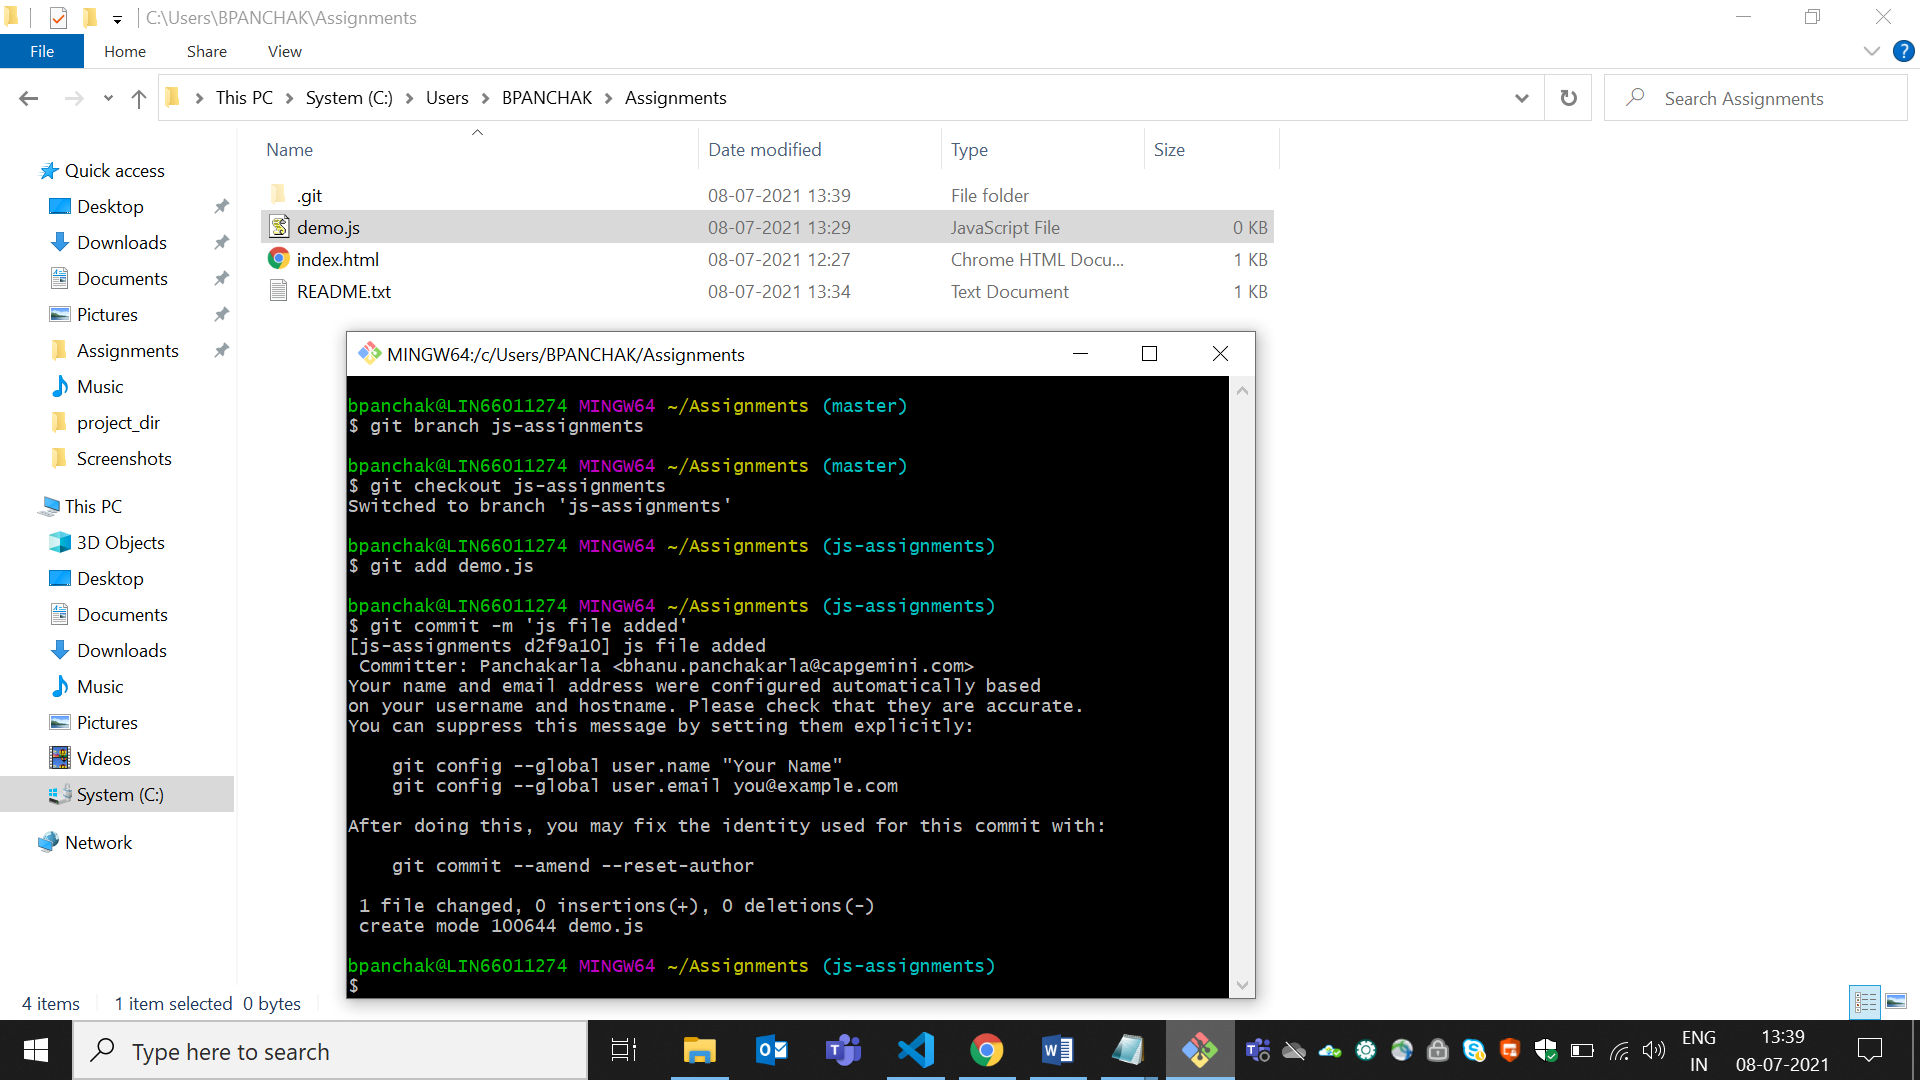 C:\Users\BPANCHAK\Assignments
File Home Share View
This PC System (C:) Users BPANCHAK Assignments
Search Assignments
Name Date modified Type Size
.git 08-07-2021 13:39 File folder
demo.js 08-07-2021 13:29 JavaScript File 0 KB
index.html 08-07-2021 12:27 Chrome HTML Docu... 1 KB
README.txt 08-07-2021 13:34 Text Document 1 KB
Quick access
Desktop
Downloads
Documents
Pictures
Assignments
Music
project_dir
Screenshots
This PC
3D Objects
Desktop
Documents
Downloads
Music
Pictures
Videos
System (C:)
Network
MINGW64:/c/Users/BPANCHAK/Assignments
bpanchak@LIN66011274 MINGW64 ~/Assignments (master)
$ git branch js-assignments
bpanchak@LIN66011274 MINGW64 ~/Assignments (master)
$ git checkout js-assignments
Switched to branch 'js-assignments'
bpanchak@LIN66011274 MINGW64 ~/Assignments (js-assignments)
$ git add demo.js
bpanchak@LIN66011274 MINGW64 ~/Assignments (js-assignments)
$ git commit -m 'js file added'
[js-assignments d2f9a10] js file added
Committer: Panchakarla <bhanu.panchakarla@capgemini.com>
Your name and email address were configured automatically based
on your username and hostname. Please check that they are accurate.
You can suppress this message by setting them explicitly:
git config --global user.name "Your Name"
git config --global user.email you@example.com
After doing this, you may fix the identity used for this commit with:
git commit --amend --reset-author
1 file changed, 0 insertions(+), 0 deletions(-)
create mode 100644 demo.js
bpanchak@LIN66011274 MINGW64 ~/Assignments (js-assignments)
$
4 items 1 item selected 0 bytes
Type here to search
ENG
IN
13:39
08-07-2021